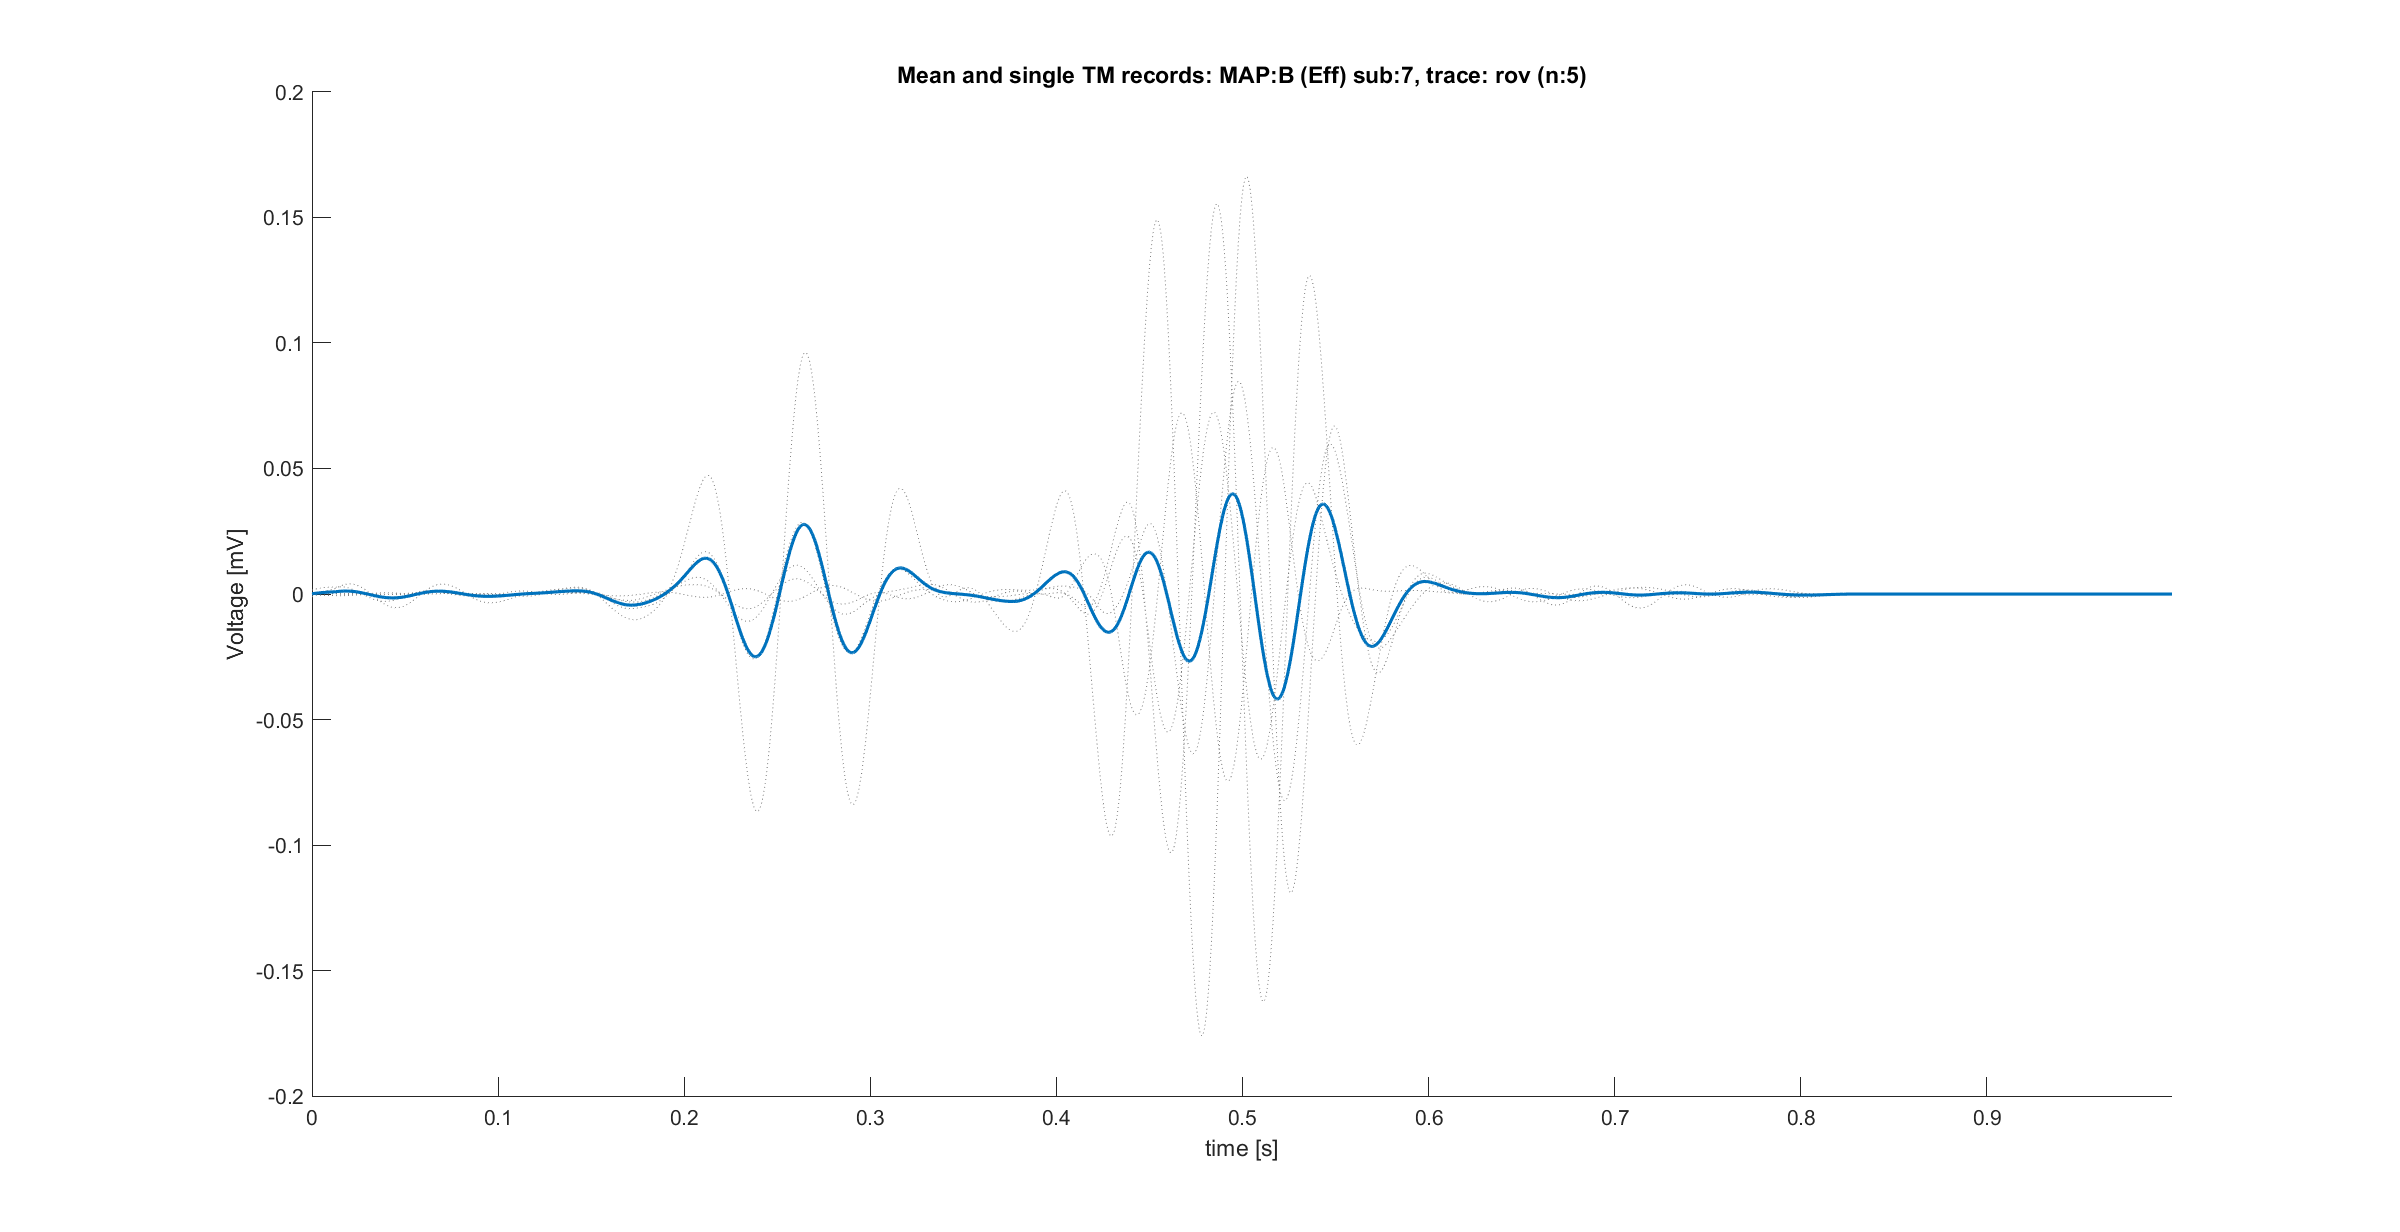 Mean and single TM records: MAP:B (Eff) sub:7, trace: rov (n:5)
0.2
0.15
0.1
0.05
0
-0.05
-0.1
-0.15
-0.2
Voltage [mV]
0 0.1 0.2 0.3 0.4 0.5 0.6 0.7 0.8 0.9
time [s]